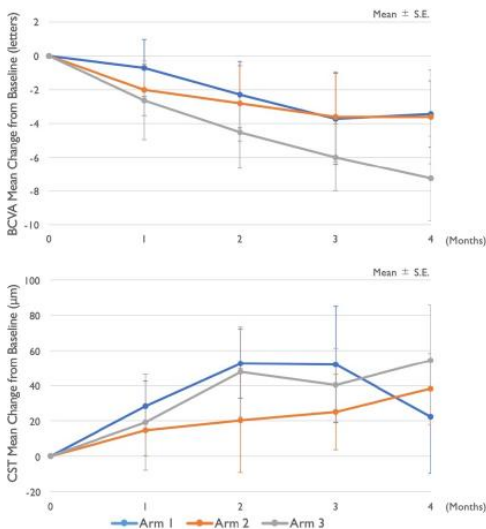 Mean ± S.E.
BCVA Mean Change from Baseline (letters)
2
0
-2
-4
-6
-8
-10
0 1 2 3 4 (Months)
Mean ± S.E.
CST Mean Change from Baseline (μm)
100
80
60
40
20
0
-20
0 1 2 3 4 (Months)
Arm 1 Arm 2 Arm 3